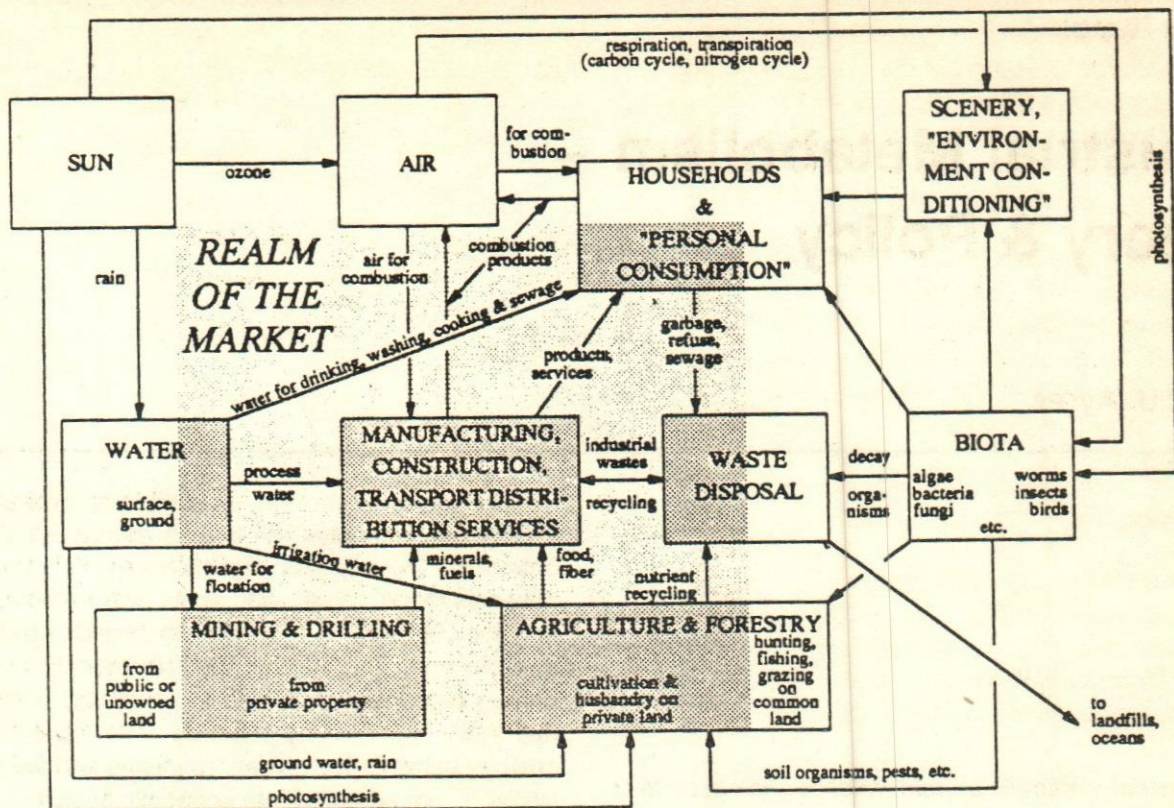 respiration, transpiration
(carbon cycle, nitrogen cycle)
SUN
ozone
AIR
for com-
bustion
HOUSEHOLDS
&
"PERSONAL
CONSUMPTION"
SCENERY,
"ENVIRON-
MENT CON-
DITIONING"
photosynthesis
rain
REALM
OF THE
MARKET
air for
combustion
combustion
products
water for drinking, washing, cooking & sewage
products,
services
garbage,
refuse,
sewage
WATER
surface,
ground
process
water
MANUFACTURING,
CONSTRUCTION,
TRANSPORT DISTRI-
BUTION SERVICES
industrial
wastes
recycling
WASTE
DISPOSAL
decay
orga-
nisms
BIOTA
algae
bacteria
fungi
worms
insects
birds
etc.
water for
flotation
irrigation water
minerals,
fuels
food,
fiber
nutrient
recycling
MINING & DRILLING
from
public or
unowned
land
from
private property
AGRICULTURE & FORESTRY
cultivation &
husbandry on
private land
hunting,
fishing,
grazing
on
common
land
to
landfills,
oceans
ground water, rain
soil organisms, pests, etc.
photosynthesis